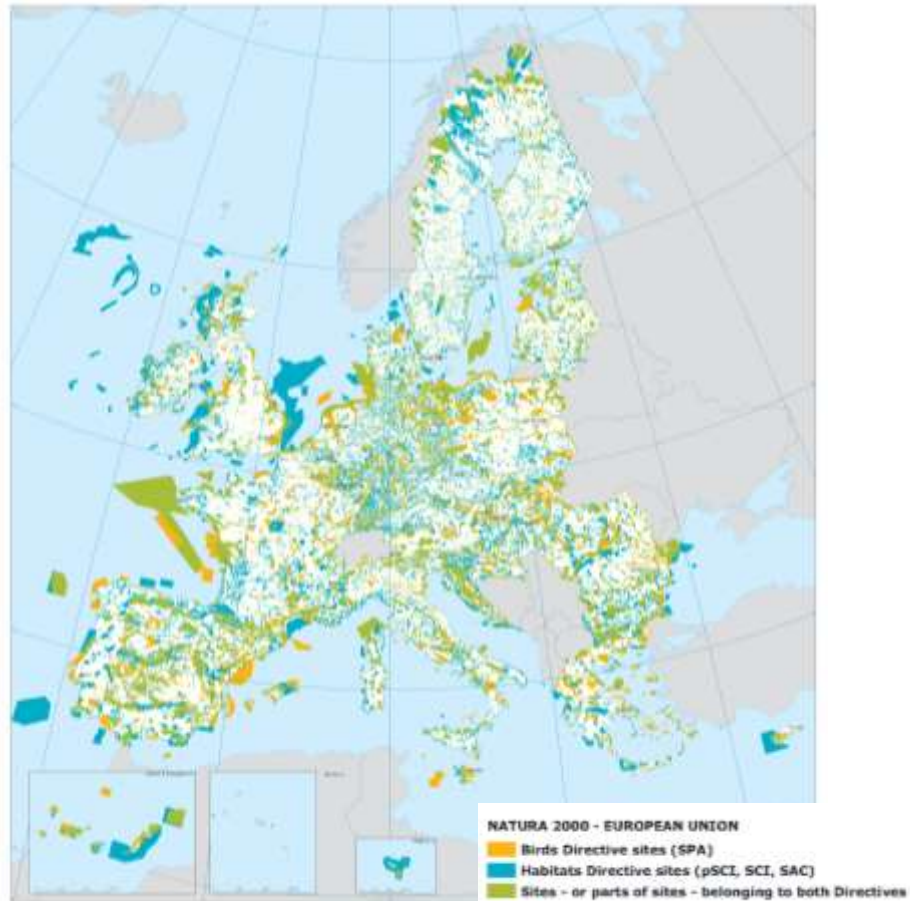 NATURA 2000 - EUROPEAN UNION
Birds Directive sites (SPA)
Habitats Directive sites (pSCI, SCI, SAC)
Sites - or parts of sites - belonging to both Directives